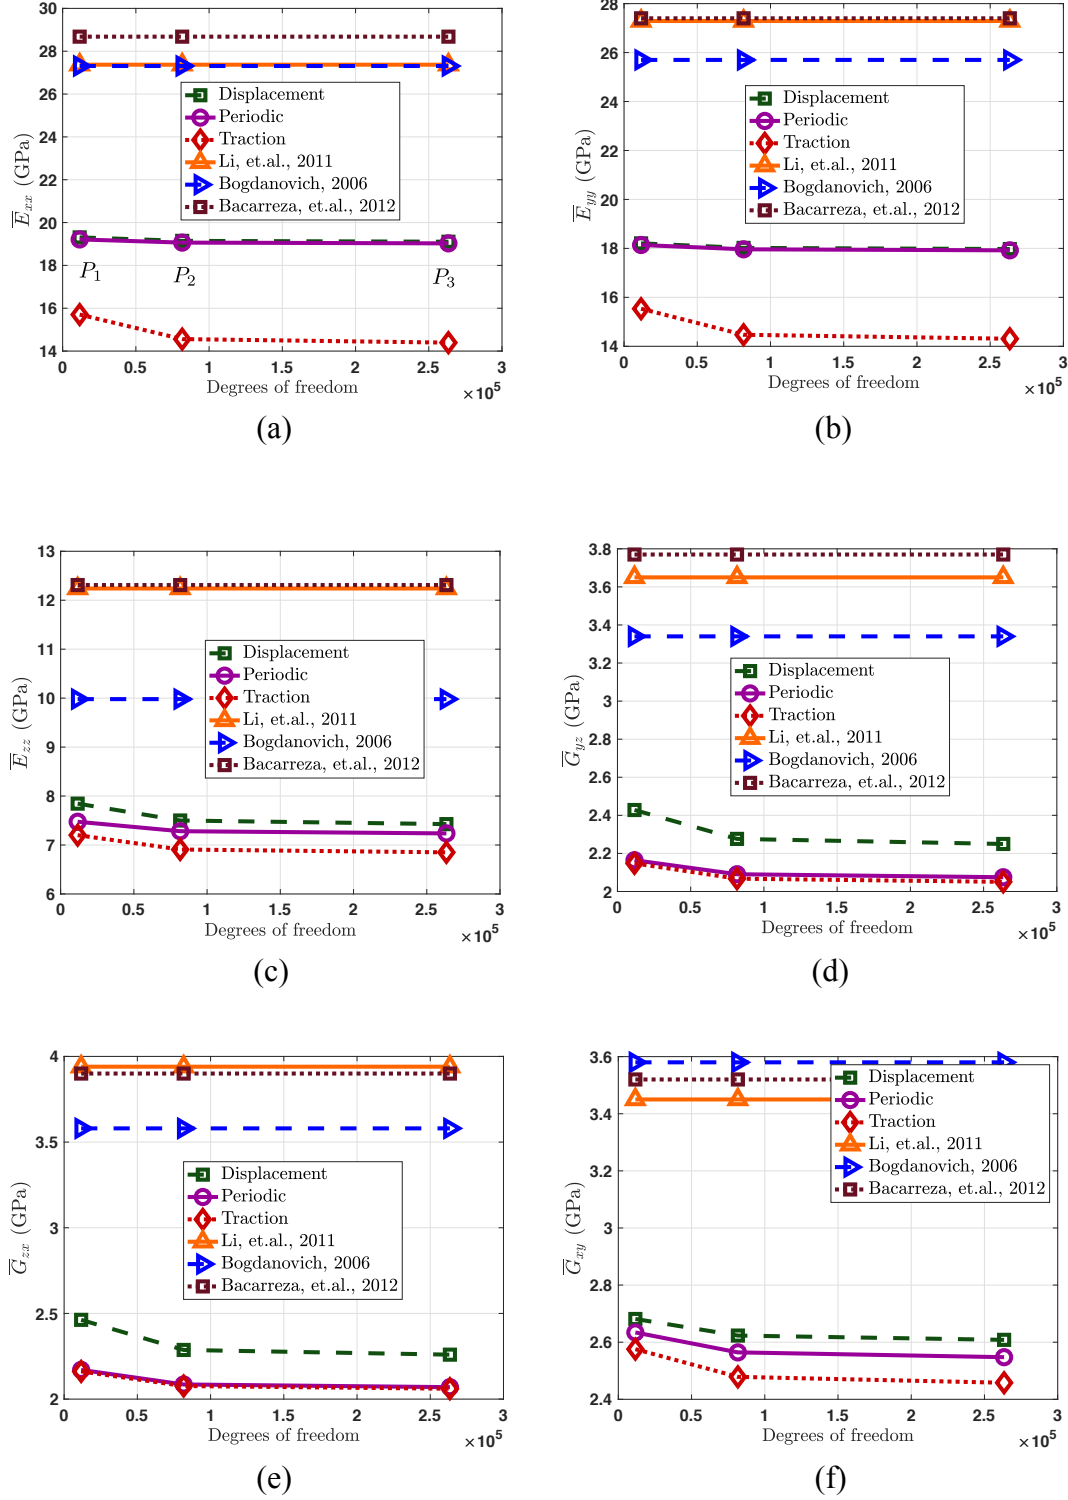 30
28
26
24
22
20
18
16
14
E̅xx (GPa)
Displacement
Periodic
Traction
Li, et.al., 2011
Bogdanovich, 2006
Bacarreza, et.al., 2012
P1 P2 P3
0 0.5 1 1.5 2 2.5 3
Degrees of freedom
×10^5
(a)
28
26
24
22
20
18
16
14
E̅yy (GPa)
Displacement
Periodic
Traction
Li, et.al., 2011
Bogdanovich, 2006
Bacarreza, et.al., 2012
0 0.5 1 1.5 2 2.5 3
Degrees of freedom
×10^5
(b)
13
12
11
10
9
8
7
6
E̅zz (GPa)
Displacement
Periodic
Traction
Li, et.al., 2011
Bogdanovich, 2006
Bacarreza, et.al., 2012
0 0.5 1 1.5 2 2.5 3
Degrees of freedom
×10^5
(c)
3.8
3.6
3.4
3.2
3
2.8
2.6
2.4
2.2
2
G̅yz (GPa)
Displacement
Periodic
Traction
Li, et.al., 2011
Bogdanovich, 2006
Bacarreza, et.al., 2012
0 0.5 1 1.5 2 2.5 3
Degrees of freedom
×10^5
(d)
4
3.5
3
2.5
2
G̅zx (GPa)
Displacement
Periodic
Traction
Li, et.al., 2011
Bogdanovich, 2006
Bacarreza, et.al., 2012
0 0.5 1 1.5 2 2.5 3
Degrees of freedom
×10^5
(e)
3.6
3.4
3.2
3
2.8
2.6
2.4
G̅xy (GPa)
Displacement
Periodic
Traction
Li, et.al., 2011
Bogdanovich, 2006
Bacarreza, et.al., 2012
0 0.5 1 1.5 2 2.5 3
Degrees of freedom
×10^5
(f)